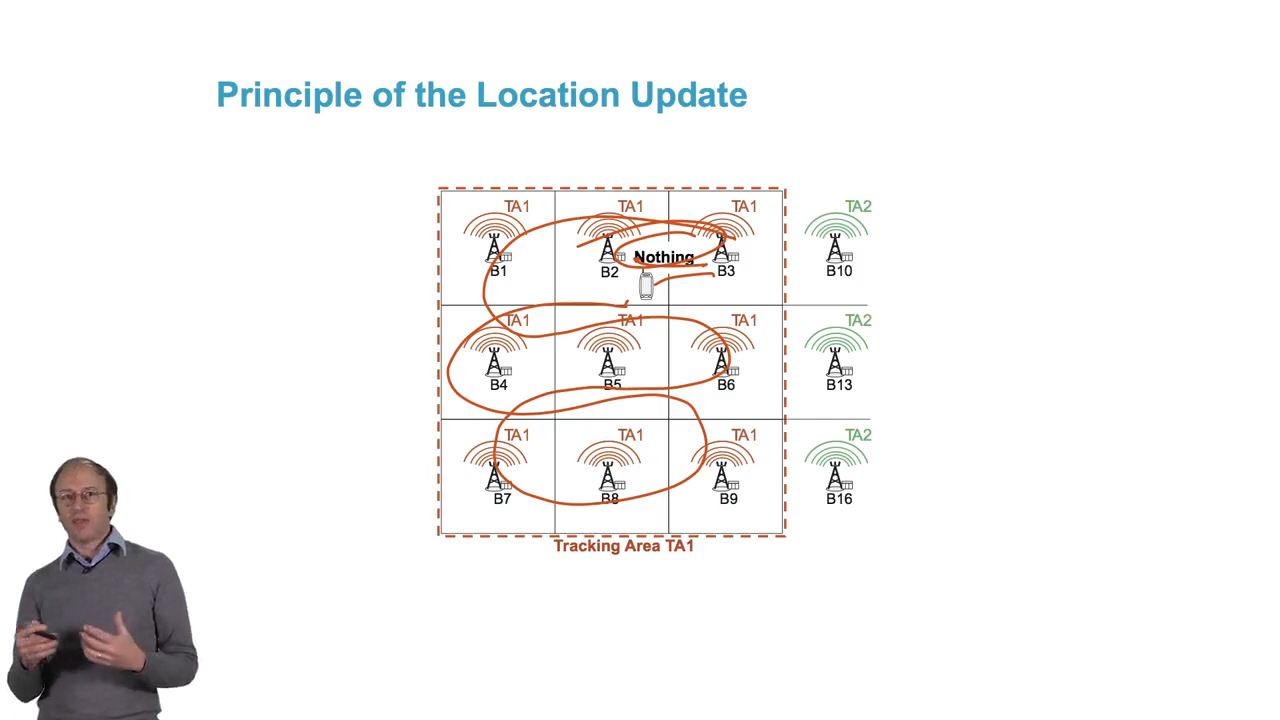 Principle of the Location Update
TA1 TA1 TA1 TA2
Nothing
B1 B2 B3 B10
TA1 TA1 TA1 TA2
B4 B5 B6 B13
TA1 TA1 TA1 TA2
B7 B8 B9 B16
Tracking Area TA1